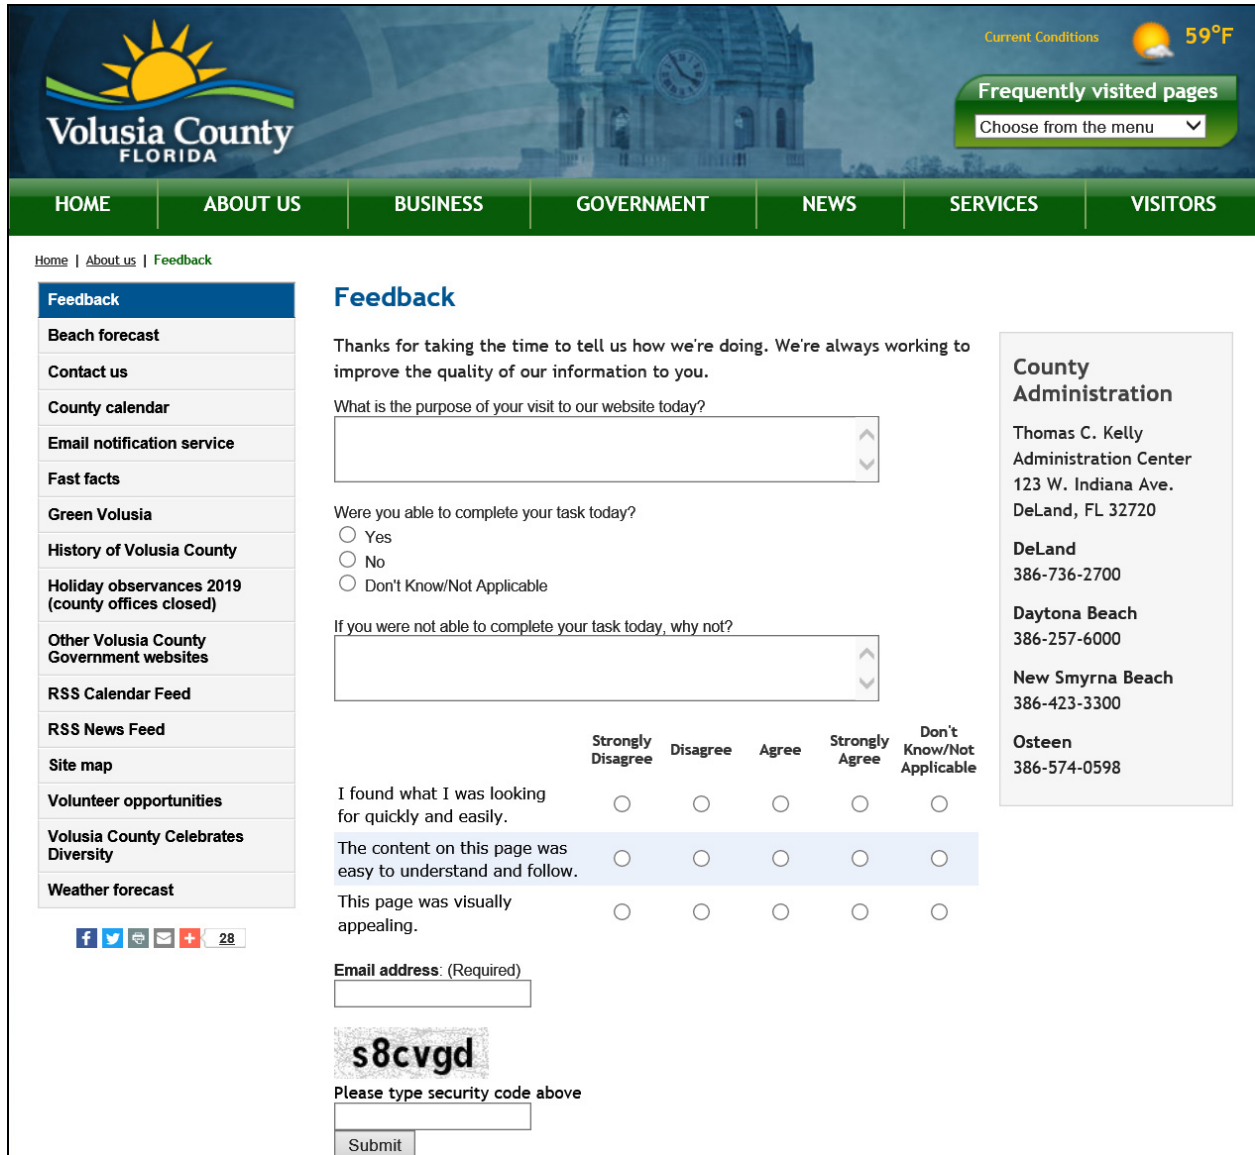 Current Conditions 59°F
Frequently visited pages
Choose from the menu
Volusia County
FLORIDA
HOME ABOUT US BUSINESS GOVERNMENT NEWS SERVICES VISITORS
Home | About us | Feedback
Feedback
Beach forecast
Contact us
County calendar
Email notification service
Fast facts
Green Volusia
History of Volusia County
Holiday observances 2019
(county offices closed)
Other Volusia County
Government websites
RSS Calendar Feed
RSS News Feed
Site map
Volunteer opportunities
Volusia County Celebrates
Diversity
Weather forecast
28
Feedback
Thanks for taking the time to tell us how we're doing. We're always working to
improve the quality of our information to you.
What is the purpose of your visit to our website today?
Were you able to complete your task today?
Yes
No
Don't Know/Not Applicable
If you were not able to complete your task today, why not?
Strongly Disagree Disagree Agree Strongly Agree Don't Know/Not Applicable
I found what I was looking
for quickly and easily.
The content on this page was
easy to understand and follow.
This page was visually
appealing.
Email address: (Required)
s8cvgd
Please type security code above
Submit
County
Administration
Thomas C. Kelly
Administration Center
123 W. Indiana Ave.
DeLand, FL 32720
DeLand
386-736-2700
Daytona Beach
386-257-6000
New Smyrna Beach
386-423-3300
Osteen
386-574-0598